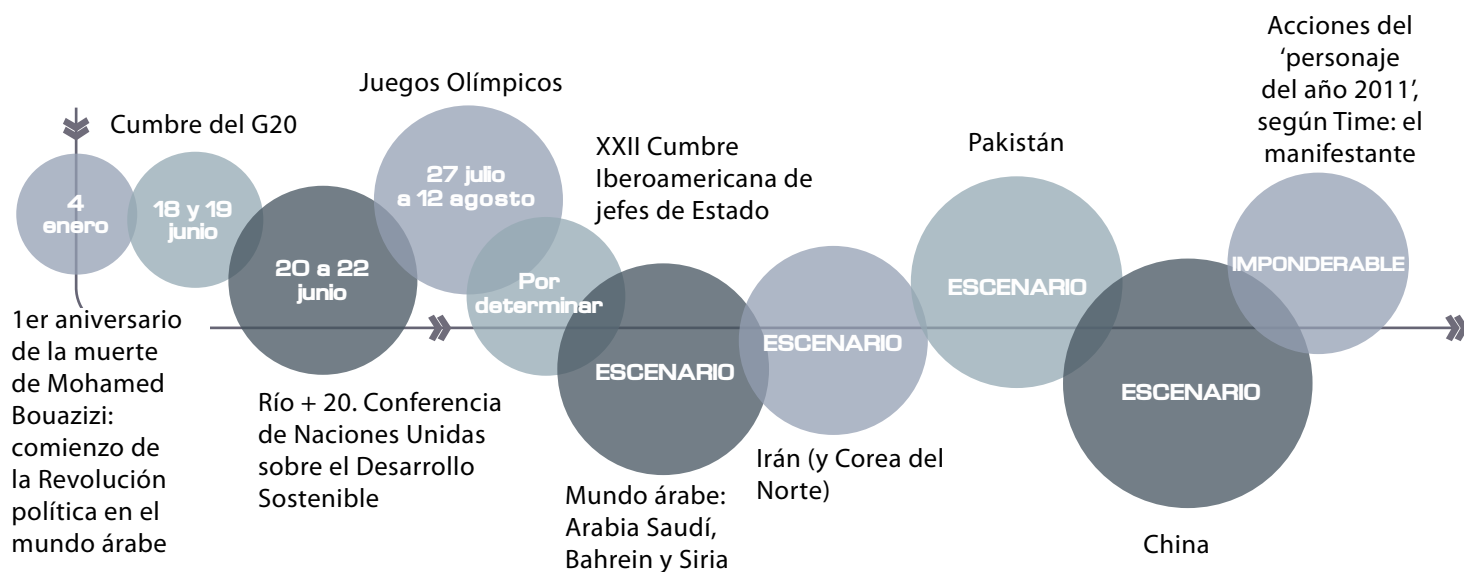 4
enero
1er aniversario
de la muerte
de Mohamed
Bouazizi:
comienzo de
la Revolución
política en el
mundo árabe
Cumbre del G20
18 y 19
junio
20 a 22
junio
Río + 20. Conferencia
de Naciones Unidas
sobre el Desarrollo
Sostenible
Juegos Olímpicos
27 julio
a 12 agosto
XXII Cumbre
Iberoamericana de
jefes de Estado
Por
determinar
ESCENARIO
Mundo árabe:
Arabia Saudí,
Bahrein y Siria
ESCENARIO
Irán (y Corea del
Norte)
Pakistán
ESCENARIO
ESCENARIO
China
Acciones del
‘personaje
del año 2011’,
según Time: el
manifestante
IMPONDERABLE